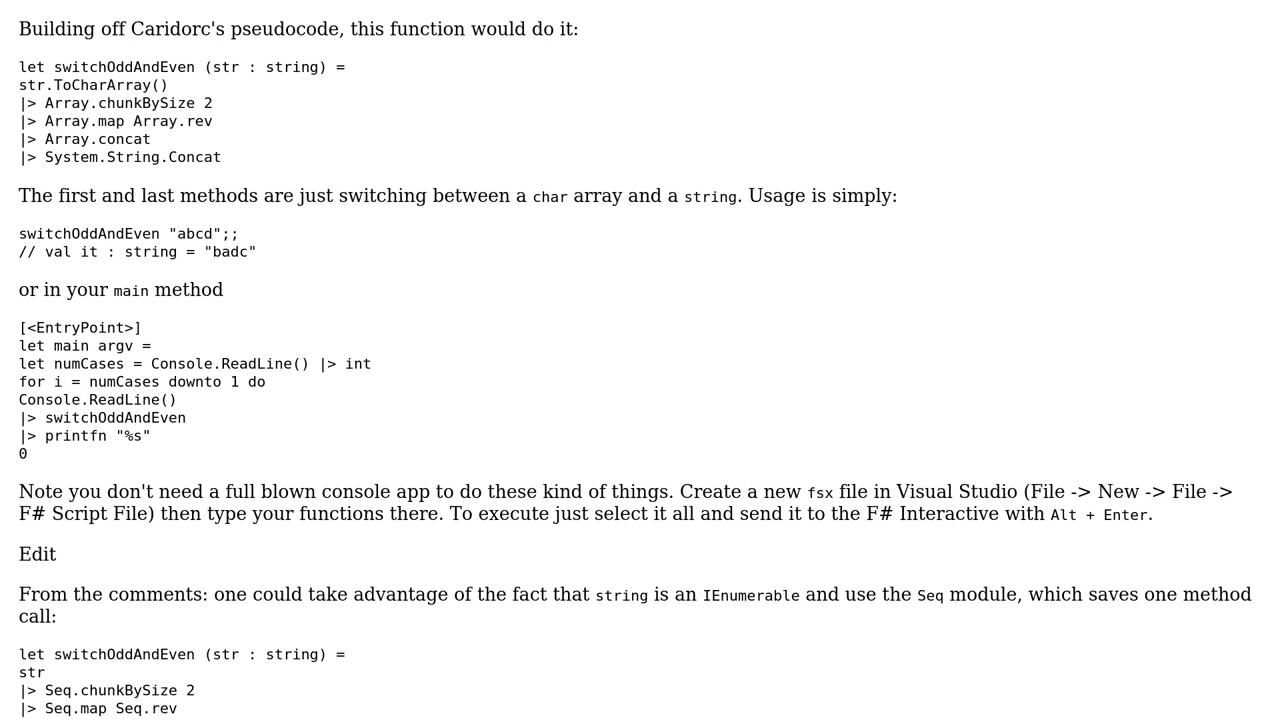 Building off Caridorc's pseudocode, this function would do it:
let switchOddAndEven (str : string) =
str.ToCharArray()
|> Array.chunkBySize 2
|> Array.map Array.rev
|> Array.concat
|> System.String.Concat
The first and last methods are just switching between a char array and a string. Usage is simply:
switchOddAndEven "abcd";;
// val it : string = "badc"
or in your main method
[<EntryPoint>]
let main argv =
let numCases = Console.ReadLine() |> int
for i = numCases downto 1 do
Console.ReadLine()
|> switchOddAndEven
|> printfn "%s"
0
Note you don't need a full blown console app to do these kind of things. Create a new fsx file in Visual Studio (File -> New -> File ->
F# Script File) then type your functions there. To execute just select it all and send it to the F# Interactive with Alt + Enter.
Edit
From the comments: one could take advantage of the fact that string is an IEnumerable and use the Seq module, which saves one method
call:
let switchOddAndEven (str : string) =
str
|> Seq.chunkBySize 2
|> Seq.map Seq.rev